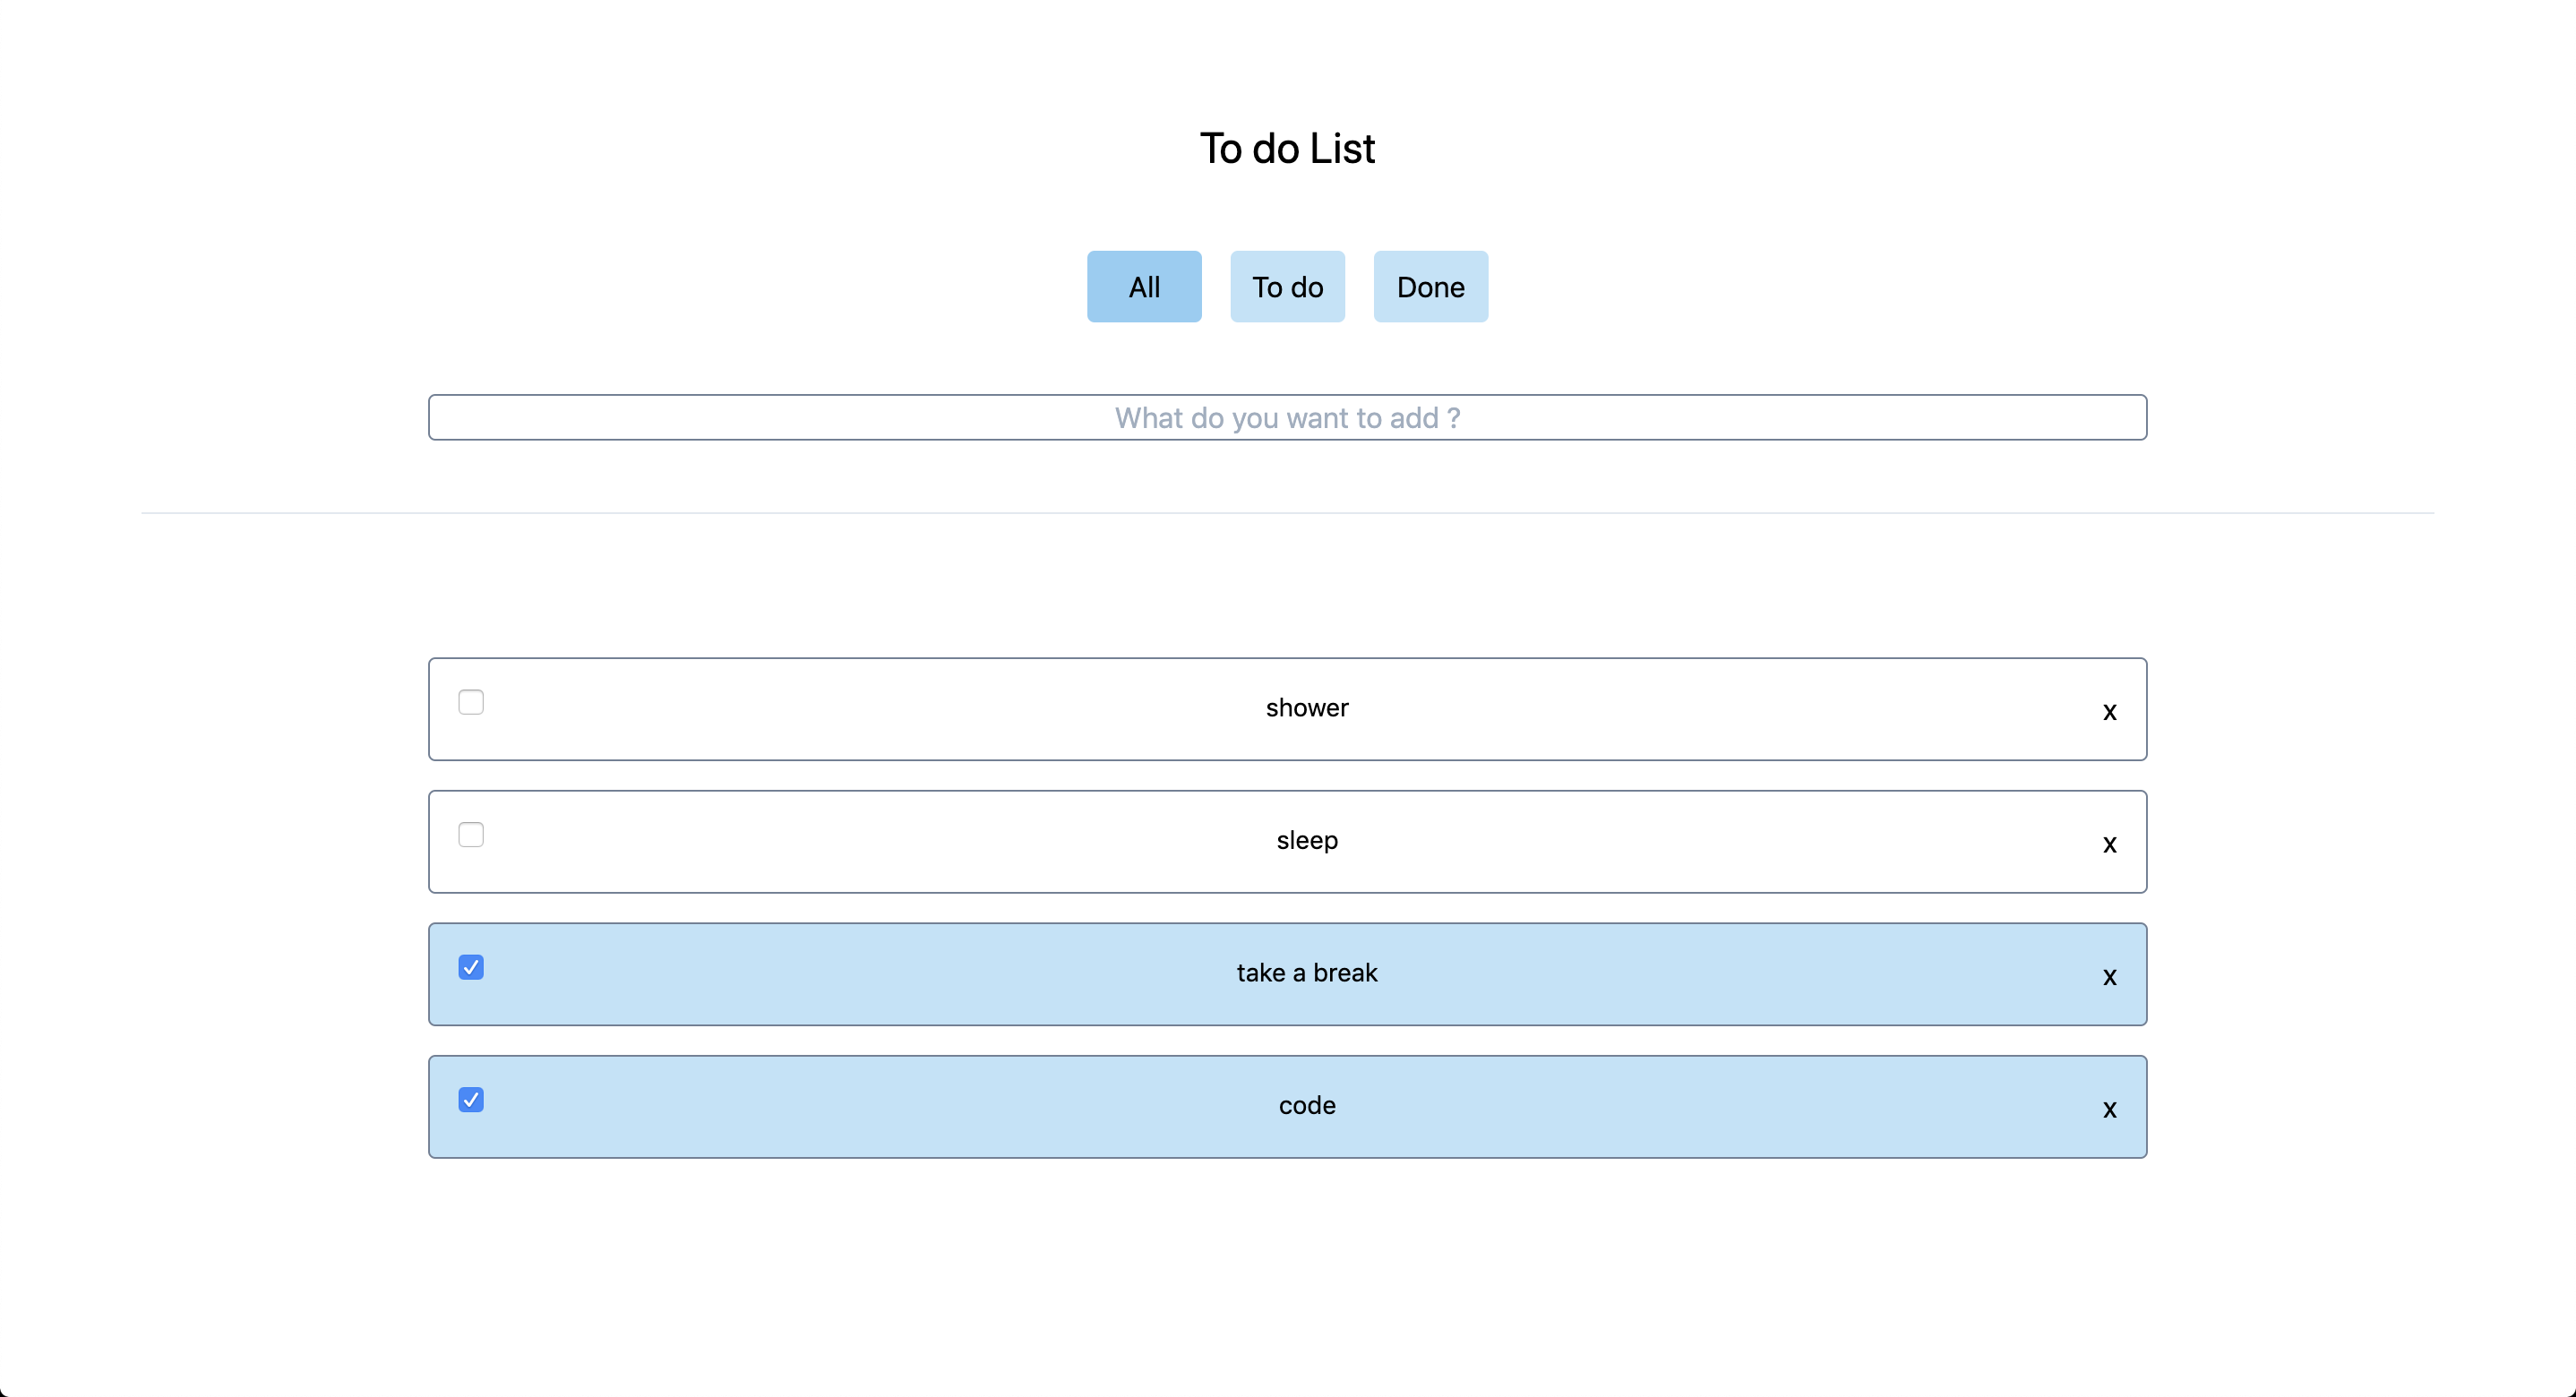 To do List
All To do Done
What do you want to add ?
shower x
sleep x
take a break x
code x